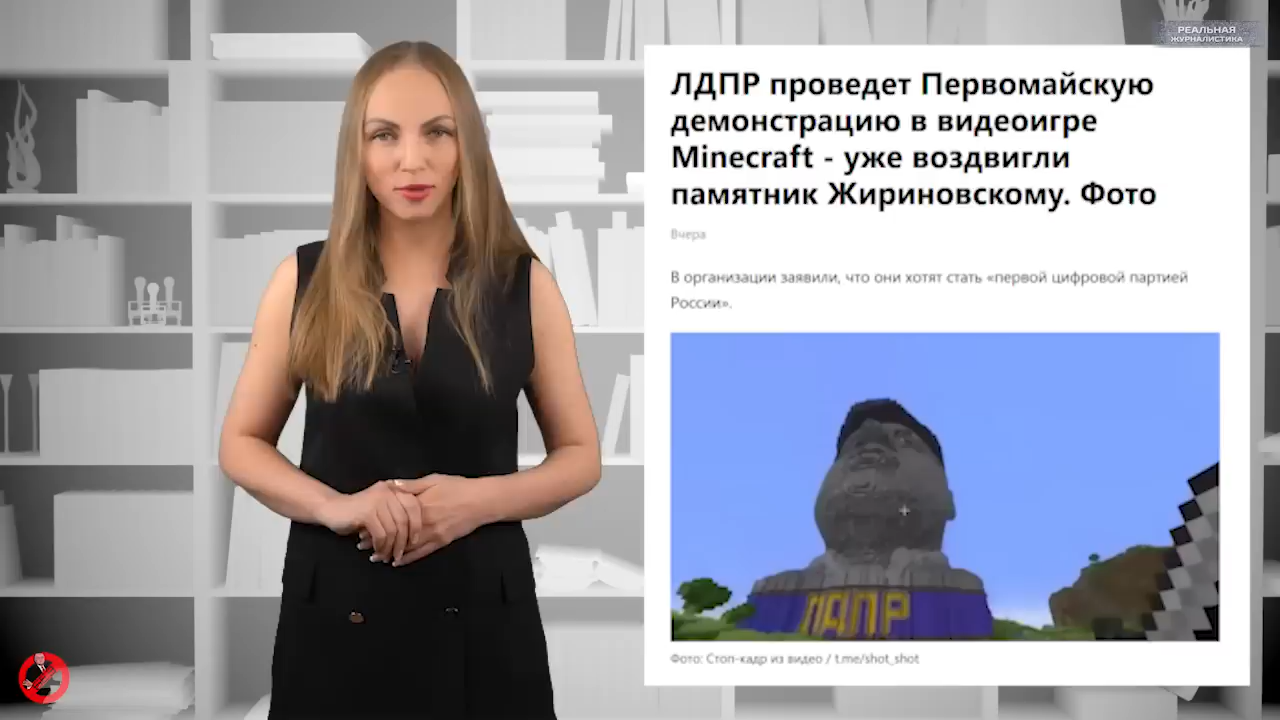 РЕАЛЬНАЯ
ЖУРНАЛИСТИКА
ЛДПР проведет Первомайскую
демонстрацию в видеоигре
Minecraft - уже воздвигли
памятник Жириновскому. Фото
Вчера
В организации заявили, что они хотят стать «первой цифровой партией
России».
ЛДПР
Фото: Стоп-кадр из видео / t.me/shot_shot